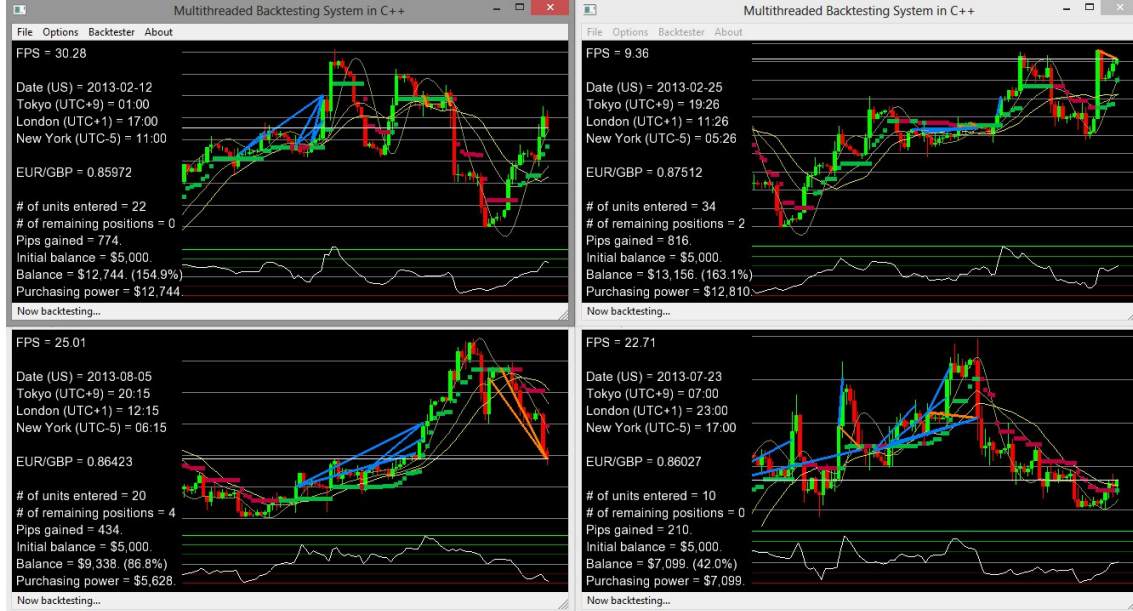 Multithreaded Backtesting System in C++
File Options Backtester About
FPS = 30.28
Date (US) = 2013-02-12
Tokyo (UTC+9) = 01:00
London (UTC+1) = 17:00
New York (UTC-5) = 11:00
EUR/GBP = 0.85972
# of units entered = 22
# of remaining positions = 0
Pips gained = 774.
Initial balance = $5,000.
Balance = $12,744. (154.9%)
Purchasing power = $12,744.
Now backtesting...
Multithreaded Backtesting System in C++
File Options Backtester About
FPS = 9.36
Date (US) = 2013-02-25
Tokyo (UTC+9) = 19:26
London (UTC+1) = 11:26
New York (UTC-5) = 05:26
EUR/GBP = 0.87512
# of units entered = 34
# of remaining positions = 2
Pips gained = 816.
Initial balance = $5,000.
Balance = $13,156. (163.1%)
Purchasing power = $12,810.
Now backtesting...
FPS = 25.01
Date (US) = 2013-08-05
Tokyo (UTC+9) = 20:15
London (UTC+1) = 12:15
New York (UTC-5) = 06:15
EUR/GBP = 0.86423
# of units entered = 20
# of remaining positions = 4
Pips gained = 434.
Initial balance = $5,000.
Balance = $9,338. (86.8%)
Purchasing power = $5,628.
Now backtesting...
FPS = 22.71
Date (US) = 2013-07-23
Tokyo (UTC+9) = 07:00
London (UTC+1) = 23:00
New York (UTC-5) = 17:00
EUR/GBP = 0.86027
# of units entered = 10
# of remaining positions = 0
Pips gained = 210.
Initial balance = $5,000.
Balance = $7,099. (42.0%)
Purchasing power = $7,099.
Now backtesting...